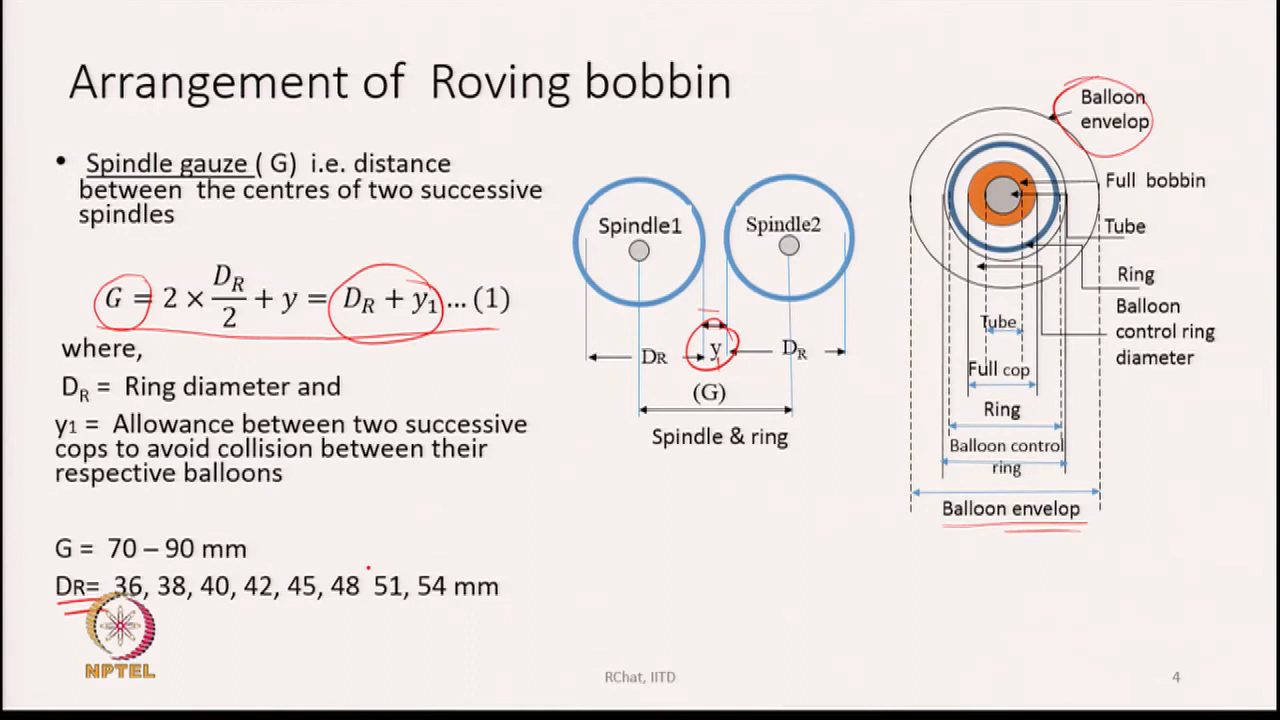 Arrangement of Roving bobbin
• Spindle gauze ( G) i.e. distance
between the centres of two successive
spindles
G = 2 × D_R/2 + y = D_R + y₁ … (1)
where,
D_R = Ring diameter and
y₁ = Allowance between two successive
cops to avoid collision between their
respective balloons
G = 70 – 90 mm
D_R= 36, 38, 40, 42, 45, 48 51, 54 mm
Spindle1
Spindle2
D_R
y
D_R
(G)
Spindle & ring
Balloon
envelop
Full bobbin
Tube
Ring
Balloon
control ring
diameter
Tube
Full cop
Ring
Balloon control
ring
Balloon envelop
NPTEL
RChat, IITD
4